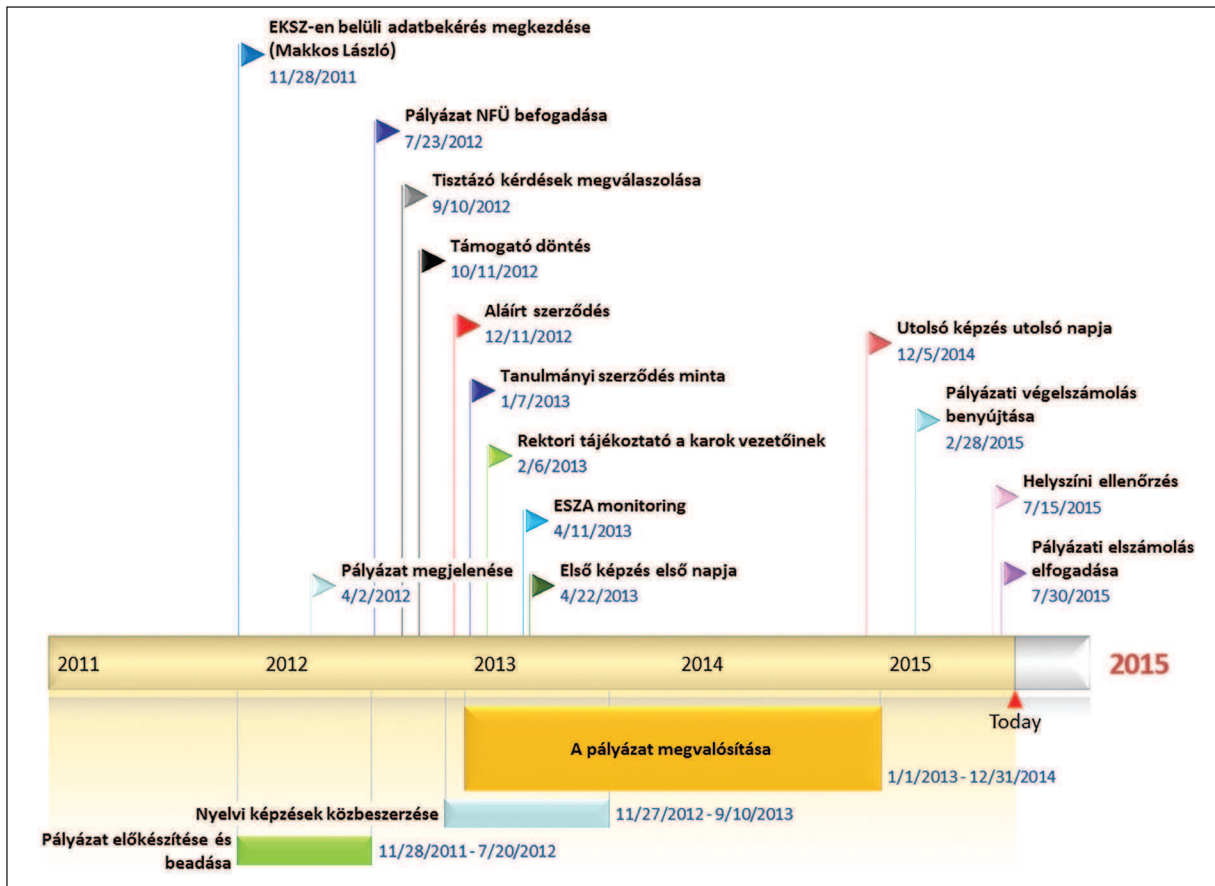 EKSZ-en belüli adatbekérés megkezdése
(Makkos László)
11/28/2011
Pályázat NFÜ befogadása
7/23/2012
Tisztázó kérdések megválaszolása
9/10/2012
Támogató döntés
10/11/2012
Aláírt szerződés
12/11/2012
Utolsó képzés utolsó napja
12/5/2014
Tanulmányi szerződés minta
1/7/2013
Pályázati végelszámolás
benyújtása
2/28/2015
Rektori tájékoztató a karok vezetőinek
2/6/2013
Helyszíni ellenőrzés
7/15/2015
ESZA monitoring
4/11/2013
Pályázati elszámolás
elfogadása
7/30/2015
Pályázat megjelenése
4/2/2012
Első képzés első napja
4/22/2013
2011 2012 2013 2014 2015 2015
Today
A pályázat megvalósítása
1/1/2013 - 12/31/2014
Nyelvi képzések közbeszerzése
11/27/2012 - 9/10/2013
Pályázat előkészítése és
beadása
11/28/2011 - 7/20/2012